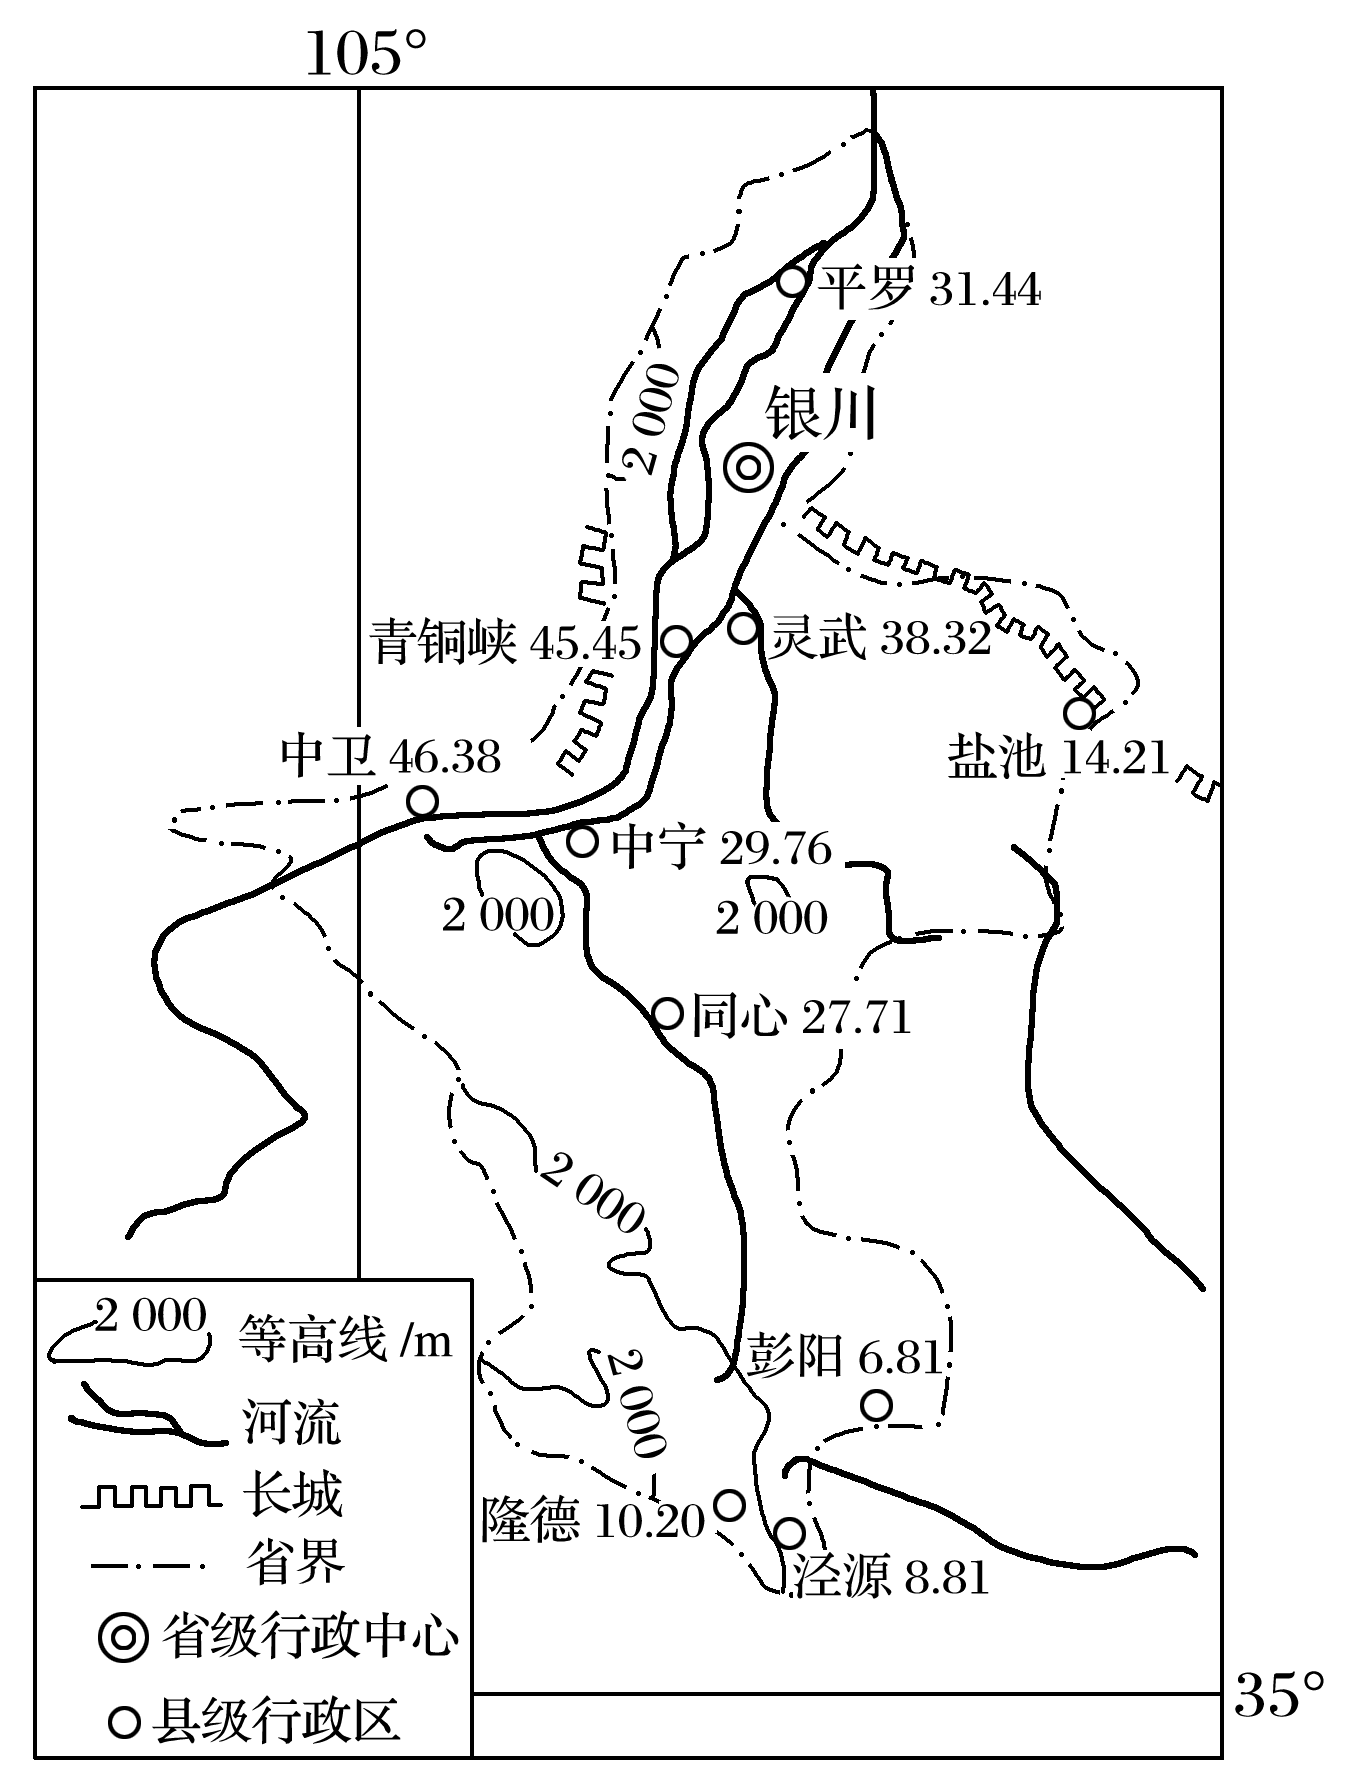 105°
平罗 31.44
2 000
银川
青铜峡 45.45
灵武 38.32
中卫 46.38
盐池 14.21
中宁 29.76
2 000
2 000
同心 27.71
2 000
彭阳 6.81
2 000
隆德 10.20
泾源 8.81
2 000 等高线 /m
河流
长城
省界
省级行政中心
县级行政区
35°